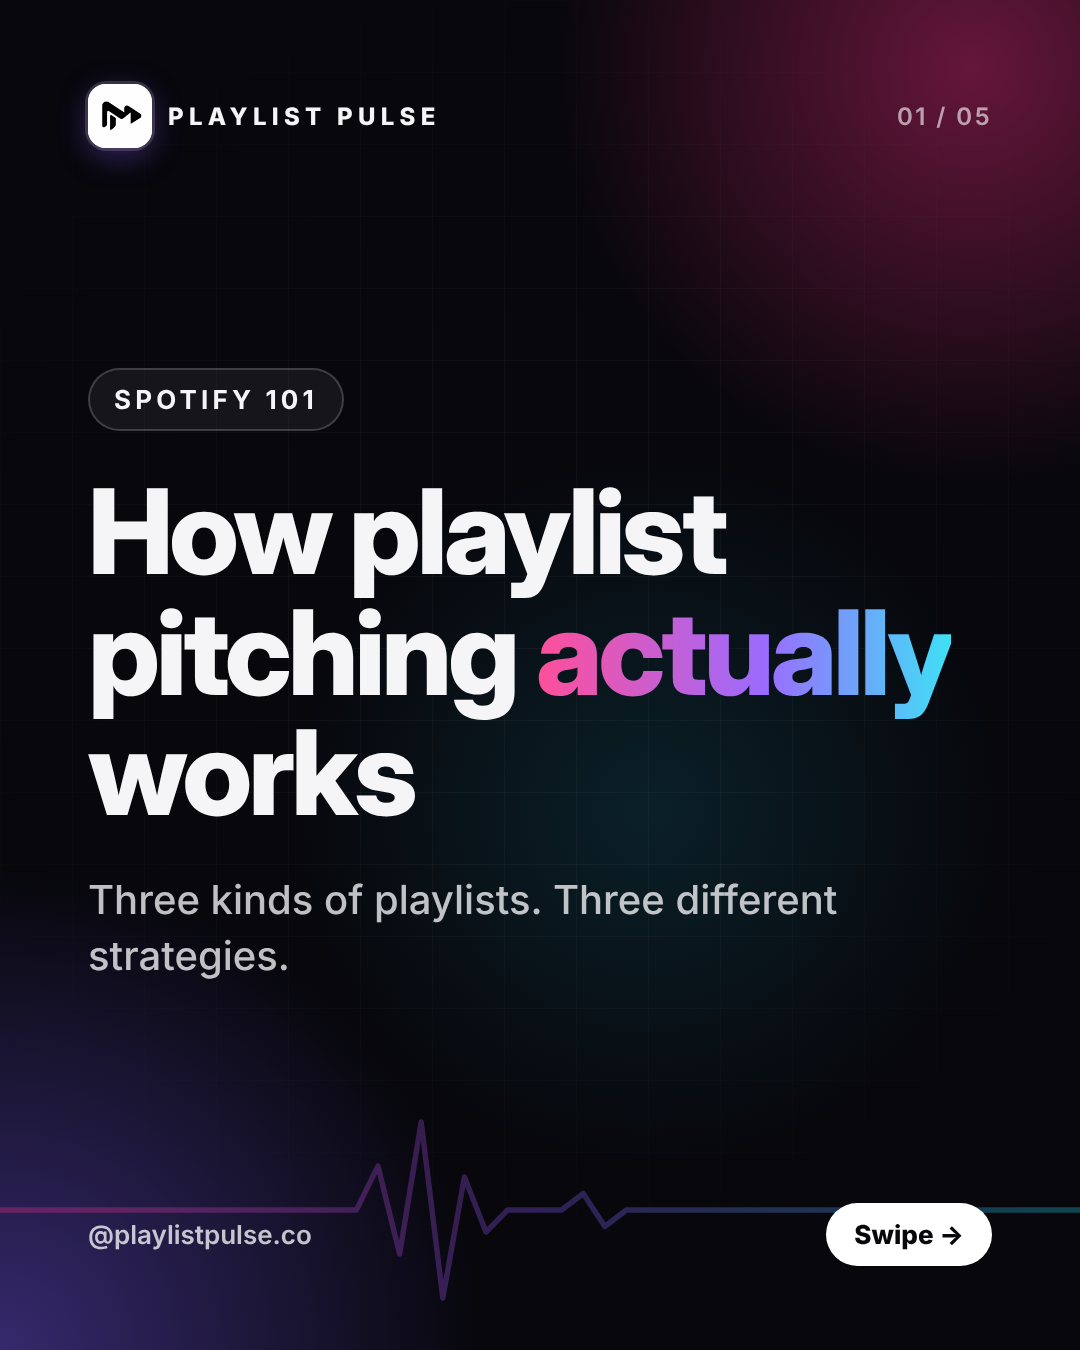 PLAYLIST PULSE
01 / 05
SPOTIFY 101
How playlist
pitching actually
works
Three kinds of playlists. Three different
strategies.
@playlistpulse.co
Swipe →